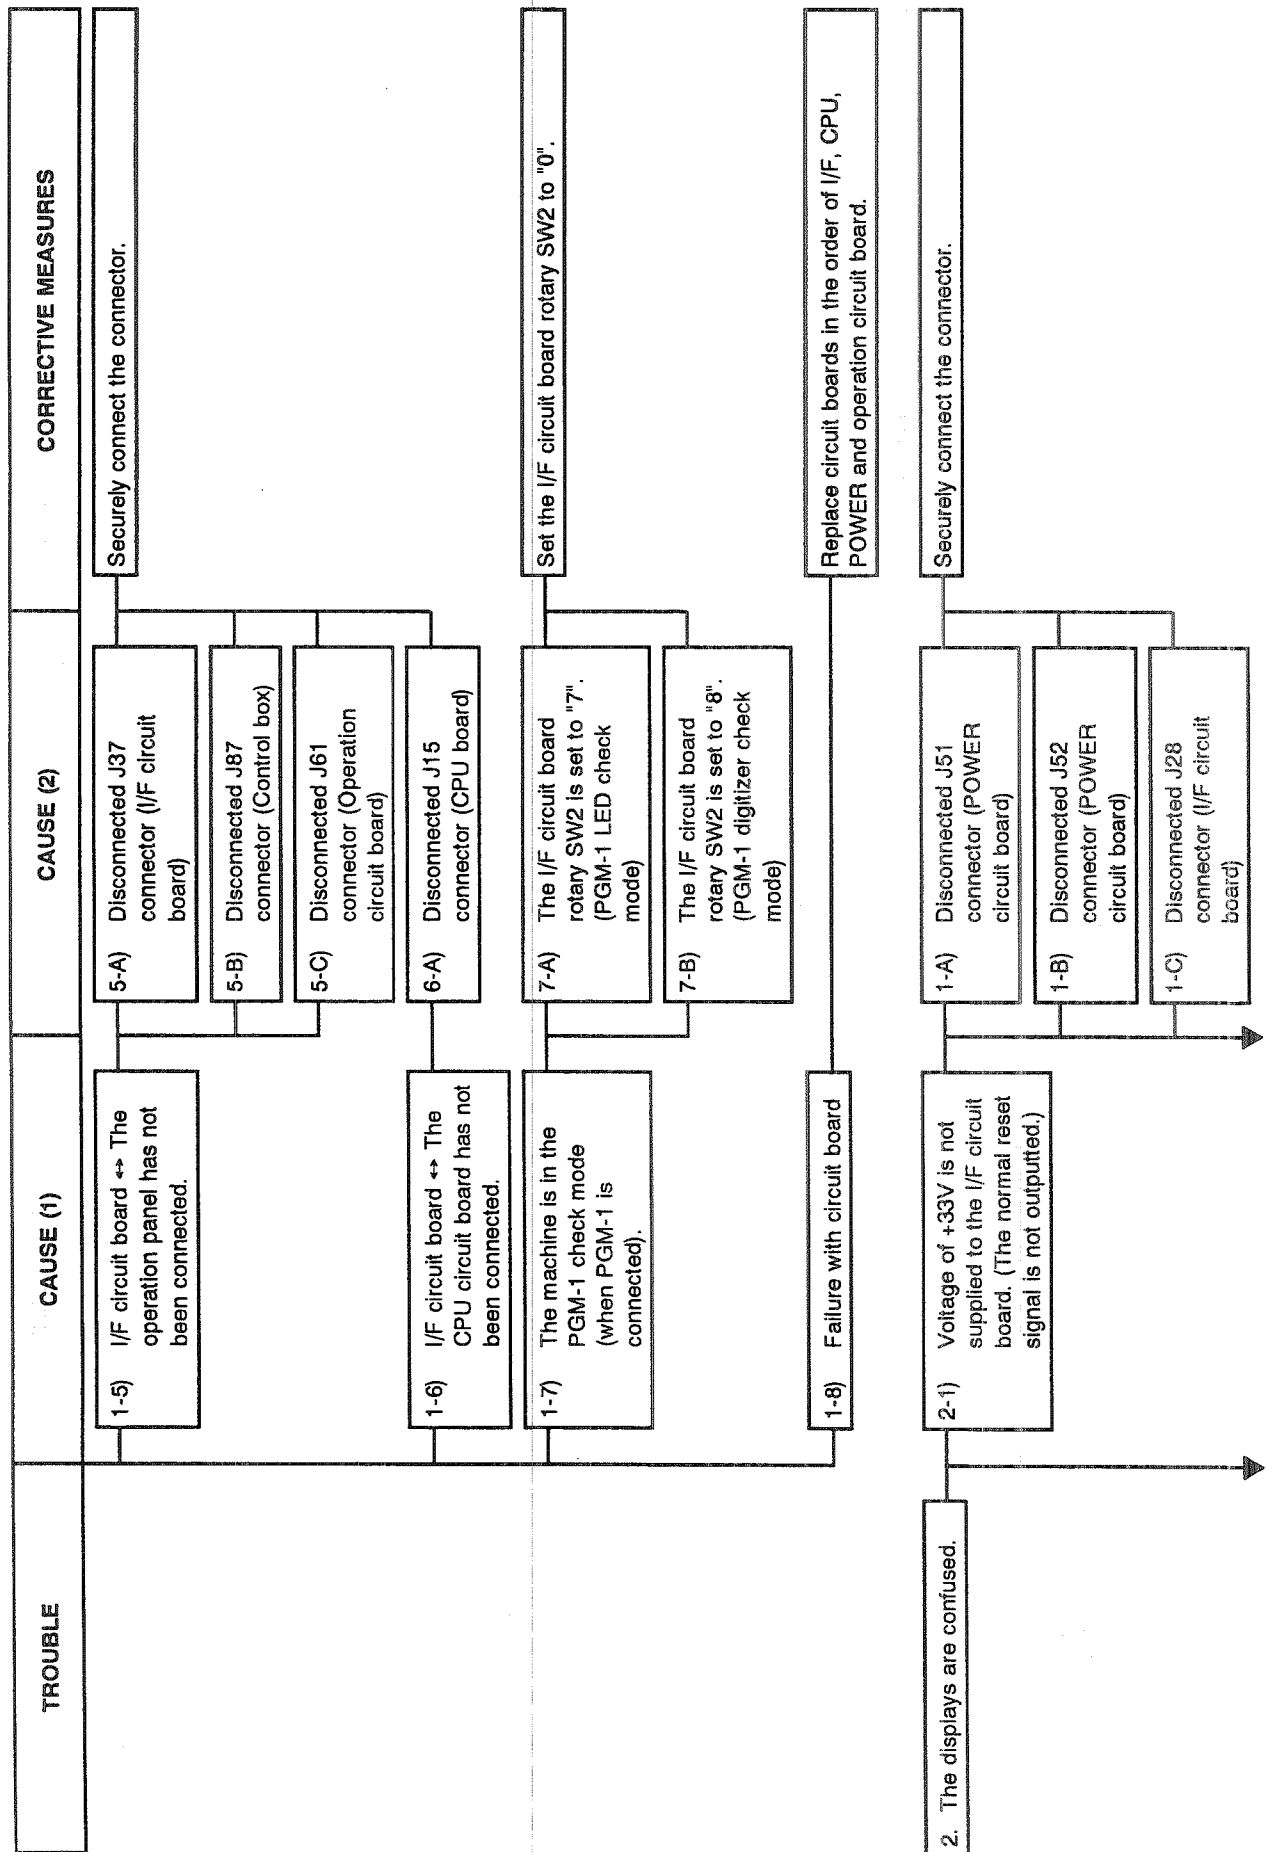 TROUBLE
CAUSE (1)
CAUSE (2)
CORRECTIVE MEASURES
1-5) I/F circuit board ↔ The
operation panel has not
been connected.
5-A) Disconnected J37
connector (I/F circuit
board)
Securely connect the connector.
5-B) Disconnected J87
connector (Control box)
5-C) Disconnected J61
connector (Operation
circuit board)
1-6) I/F circuit board ↔ The
CPU circuit board has not
been connected.
6-A) Disconnected J15
connector (CPU board)
1-7) The machine is in the
PGM-1 check mode
(when PGM-1 is
connected).
7-A) The I/F circuit board
rotary SW2 is set to "7".
(PGM-1 LED check
mode)
Set the I/F circuit board rotary SW2 to "0".
7-B) The I/F circuit board
rotary SW2 is set to "8".
(PGM-1 digitizer check
mode)
1-8) Failure with circuit board
Replace circuit boards in the order of I/F, CPU,
POWER and operation circuit board.
2. The displays are confused.
2-1) Voltage of +33V is not
supplied to the I/F circuit
board. (The normal reset
signal is not outputted.)
1-A) Disconnected J51
connector (POWER
circuit board)
Securely connect the connector.
1-B) Disconnected J52
connector (POWER
circuit board)
1-C) Disconnected J28
connector (I/F circuit
board)